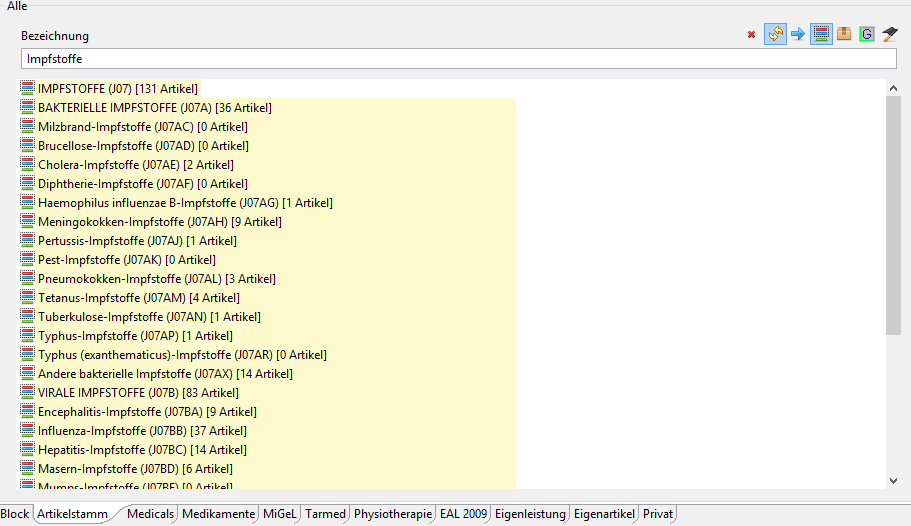 Alle
Bezeichnung
G
Impfstoffe
IMPFSTOFFE (J07) [131 Artikel]
BAKTERIELLE IMPFSTOFFE (J07A) [36 Artikel]
Milzbrand-Impfstoffe (J07AC) [0 Artikel]
Brucellose-Impfstoffe (J07AD) [0 Artikel]
Cholera-Impfstoffe (J07AE) [2 Artikel]
Diphtherie-Impfstoffe (J07AF) [0 Artikel]
Haemophilus influenzae B-Impfstoffe (J07AG) [1 Artikel]
Meningokokken-Impfstoffe (J07AH) [9 Artikel]
Pertussis-Impfstoffe (J07AJ) [1 Artikel]
Pest-Impfstoffe (J07AK) [0 Artikel]
Pneumokokken-Impfstoffe (J07AL) [3 Artikel]
Tetanus-Impfstoffe (J07AM) [4 Artikel]
Tuberkulose-Impfstoffe (J07AN) [1 Artikel]
Typhus-Impfstoffe (J07AP) [1 Artikel]
Typhus (exanthematicus)-Impfstoffe (J07AR) [0 Artikel]
Andere bakterielle Impfstoffe (J07AX) [14 Artikel]
VIRALE IMPFSTOFFE (J07B) [83 Artikel]
Encephalitis-Impfstoffe (J07BA) [9 Artikel]
Influenza-Impfstoffe (J07BB) [37 Artikel]
Hepatitis-Impfstoffe (J07BC) [14 Artikel]
Masern-Impfstoffe (J07BD) [6 Artikel]
Mumps-Impfstoffe (J07BE) [0 Artikel]
Block Artikelstamm Medicals Medikamente MiGeL Tarmed Physiotherapie EAL 2009 Eigenleistung Eigenartikel Privat